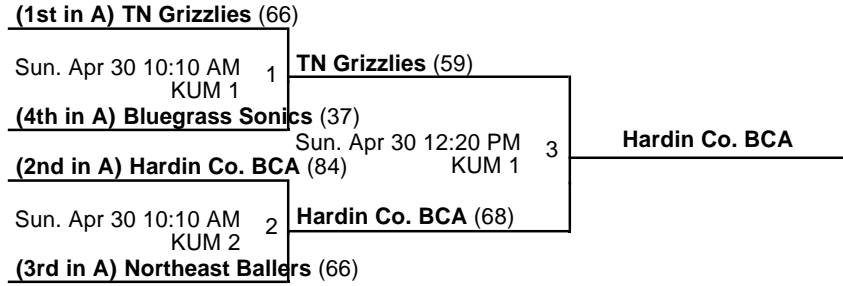 (1st in A) TN Grizzlies (66)
Sun. Apr 30 10:10 AM 1
KUM 1
TN Grizzlies (59)
(4th in A) Bluegrass Sonics (37)
Sun. Apr 30 12:20 PM 3
KUM 1
Hardin Co. BCA
(2nd in A) Hardin Co. BCA (84)
Sun. Apr 30 10:10 AM 2
KUM 2
Hardin Co. BCA (68)
(3rd in A) Northeast Ballers (66)